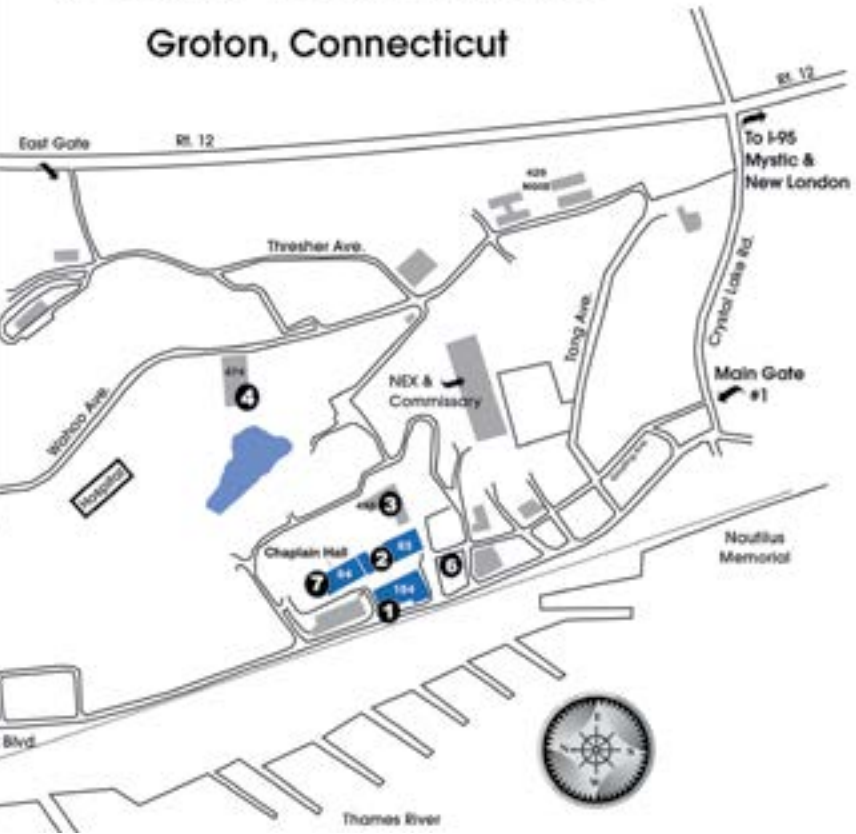 Groton, Connecticut
Rt. 12
East Gate
Rt. 12
To I-95
Mystic &
New London
Thresher Ave.
Crystal Lake Rd.
Tang Ave.
NEX &
Commissary
Main Gate
#1
4
Wahoo Ave.
Hospital
3
Chaplain Hall
2
83
7
84
6
1
Nautilus
Memorial
E
N
S
W
Blvd
Thames River